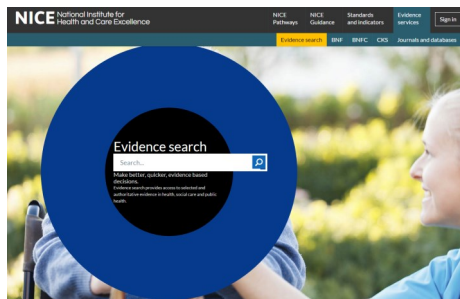 NICE National Institute for
Health and Care Excellence
NICE
Pathways
NICE
Guidance
Standards
and indicators
Evidence
services
Sign in
Evidence search BNF BNFC CKS Journals and databases
Evidence search
Search...
Make better, quicker, evidence based
decisions.
Evidence search provides access to selected and
authoritative evidence in health, social care and public
health